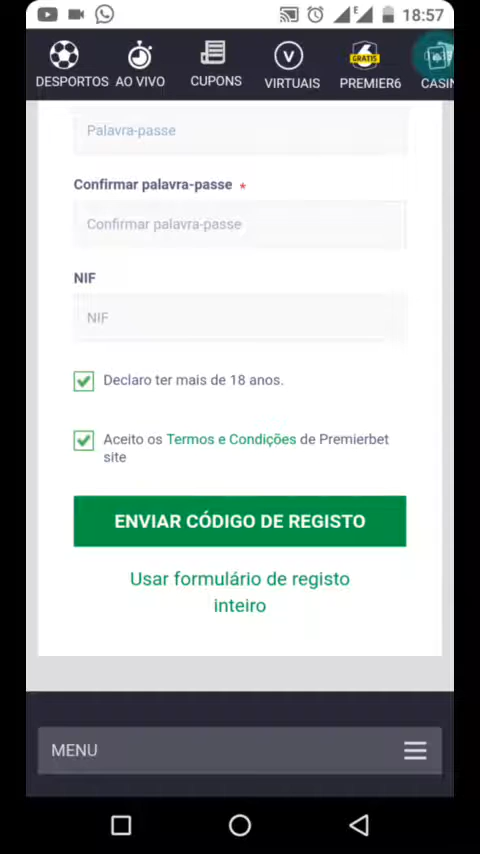 18:57
DESPORTOS AO VIVO CUPONS VIRTUAIS PREMIER6 CASIN
GRATIS
Palavra-passe
Confirmar palavra-passe *
Confirmar palavra-passe
NIF
NIF
Declaro ter mais de 18 anos.
Aceito os Termos e Condições de Premierbet
site
ENVIAR CÓDIGO DE REGISTO
Usar formulário de registo
inteiro
MENU